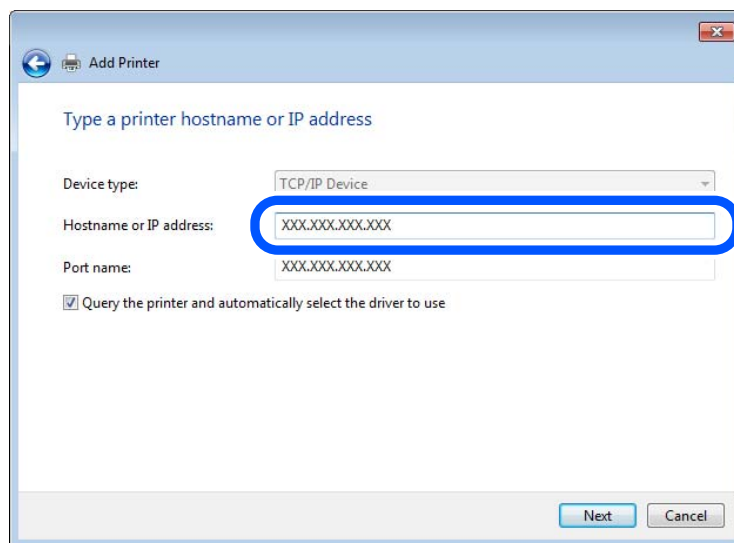 Add Printer
Type a printer hostname or IP address
Device type: TCP/IP Device
Hostname or IP address: XXX.XXX.XXX.XXX
Port name: XXX.XXX.XXX.XXX
Query the printer and automatically select the driver to use
Next Cancel